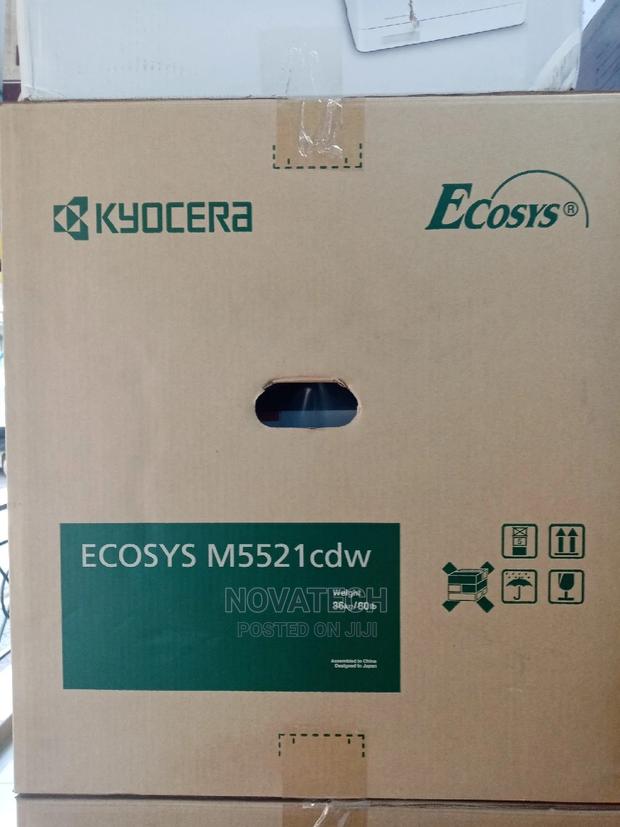 KYOCERA
ECOSYS®
ECOSYS M5521cdw
Weight
36kg/80lb
NOVATECH
POSTED ON JIJI
Assembled in China
Designed in Japan